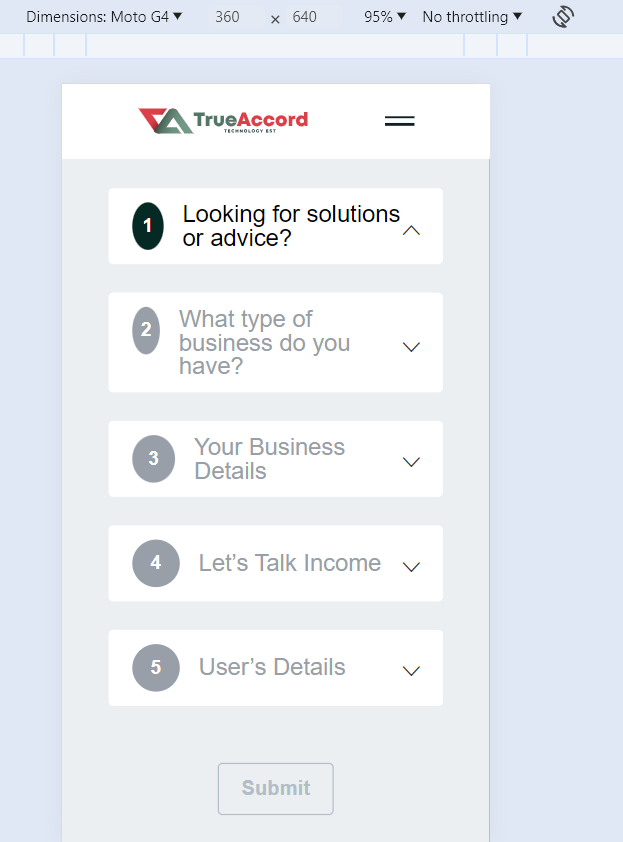 Dimensions: Moto G4 360 × 640 95% No throttling
TrueAccord
TECHNOLOGY EST
1 Looking for solutions
or advice?
2 What type of
business do you
have?
3 Your Business
Details
4 Let’s Talk Income
5 User’s Details
Submit